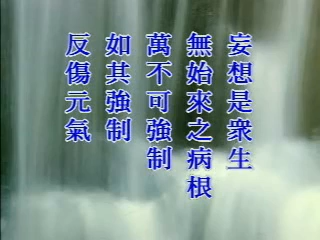 妄想是衆生
無始來之病根
萬不可強制
如其強制
反傷元氣